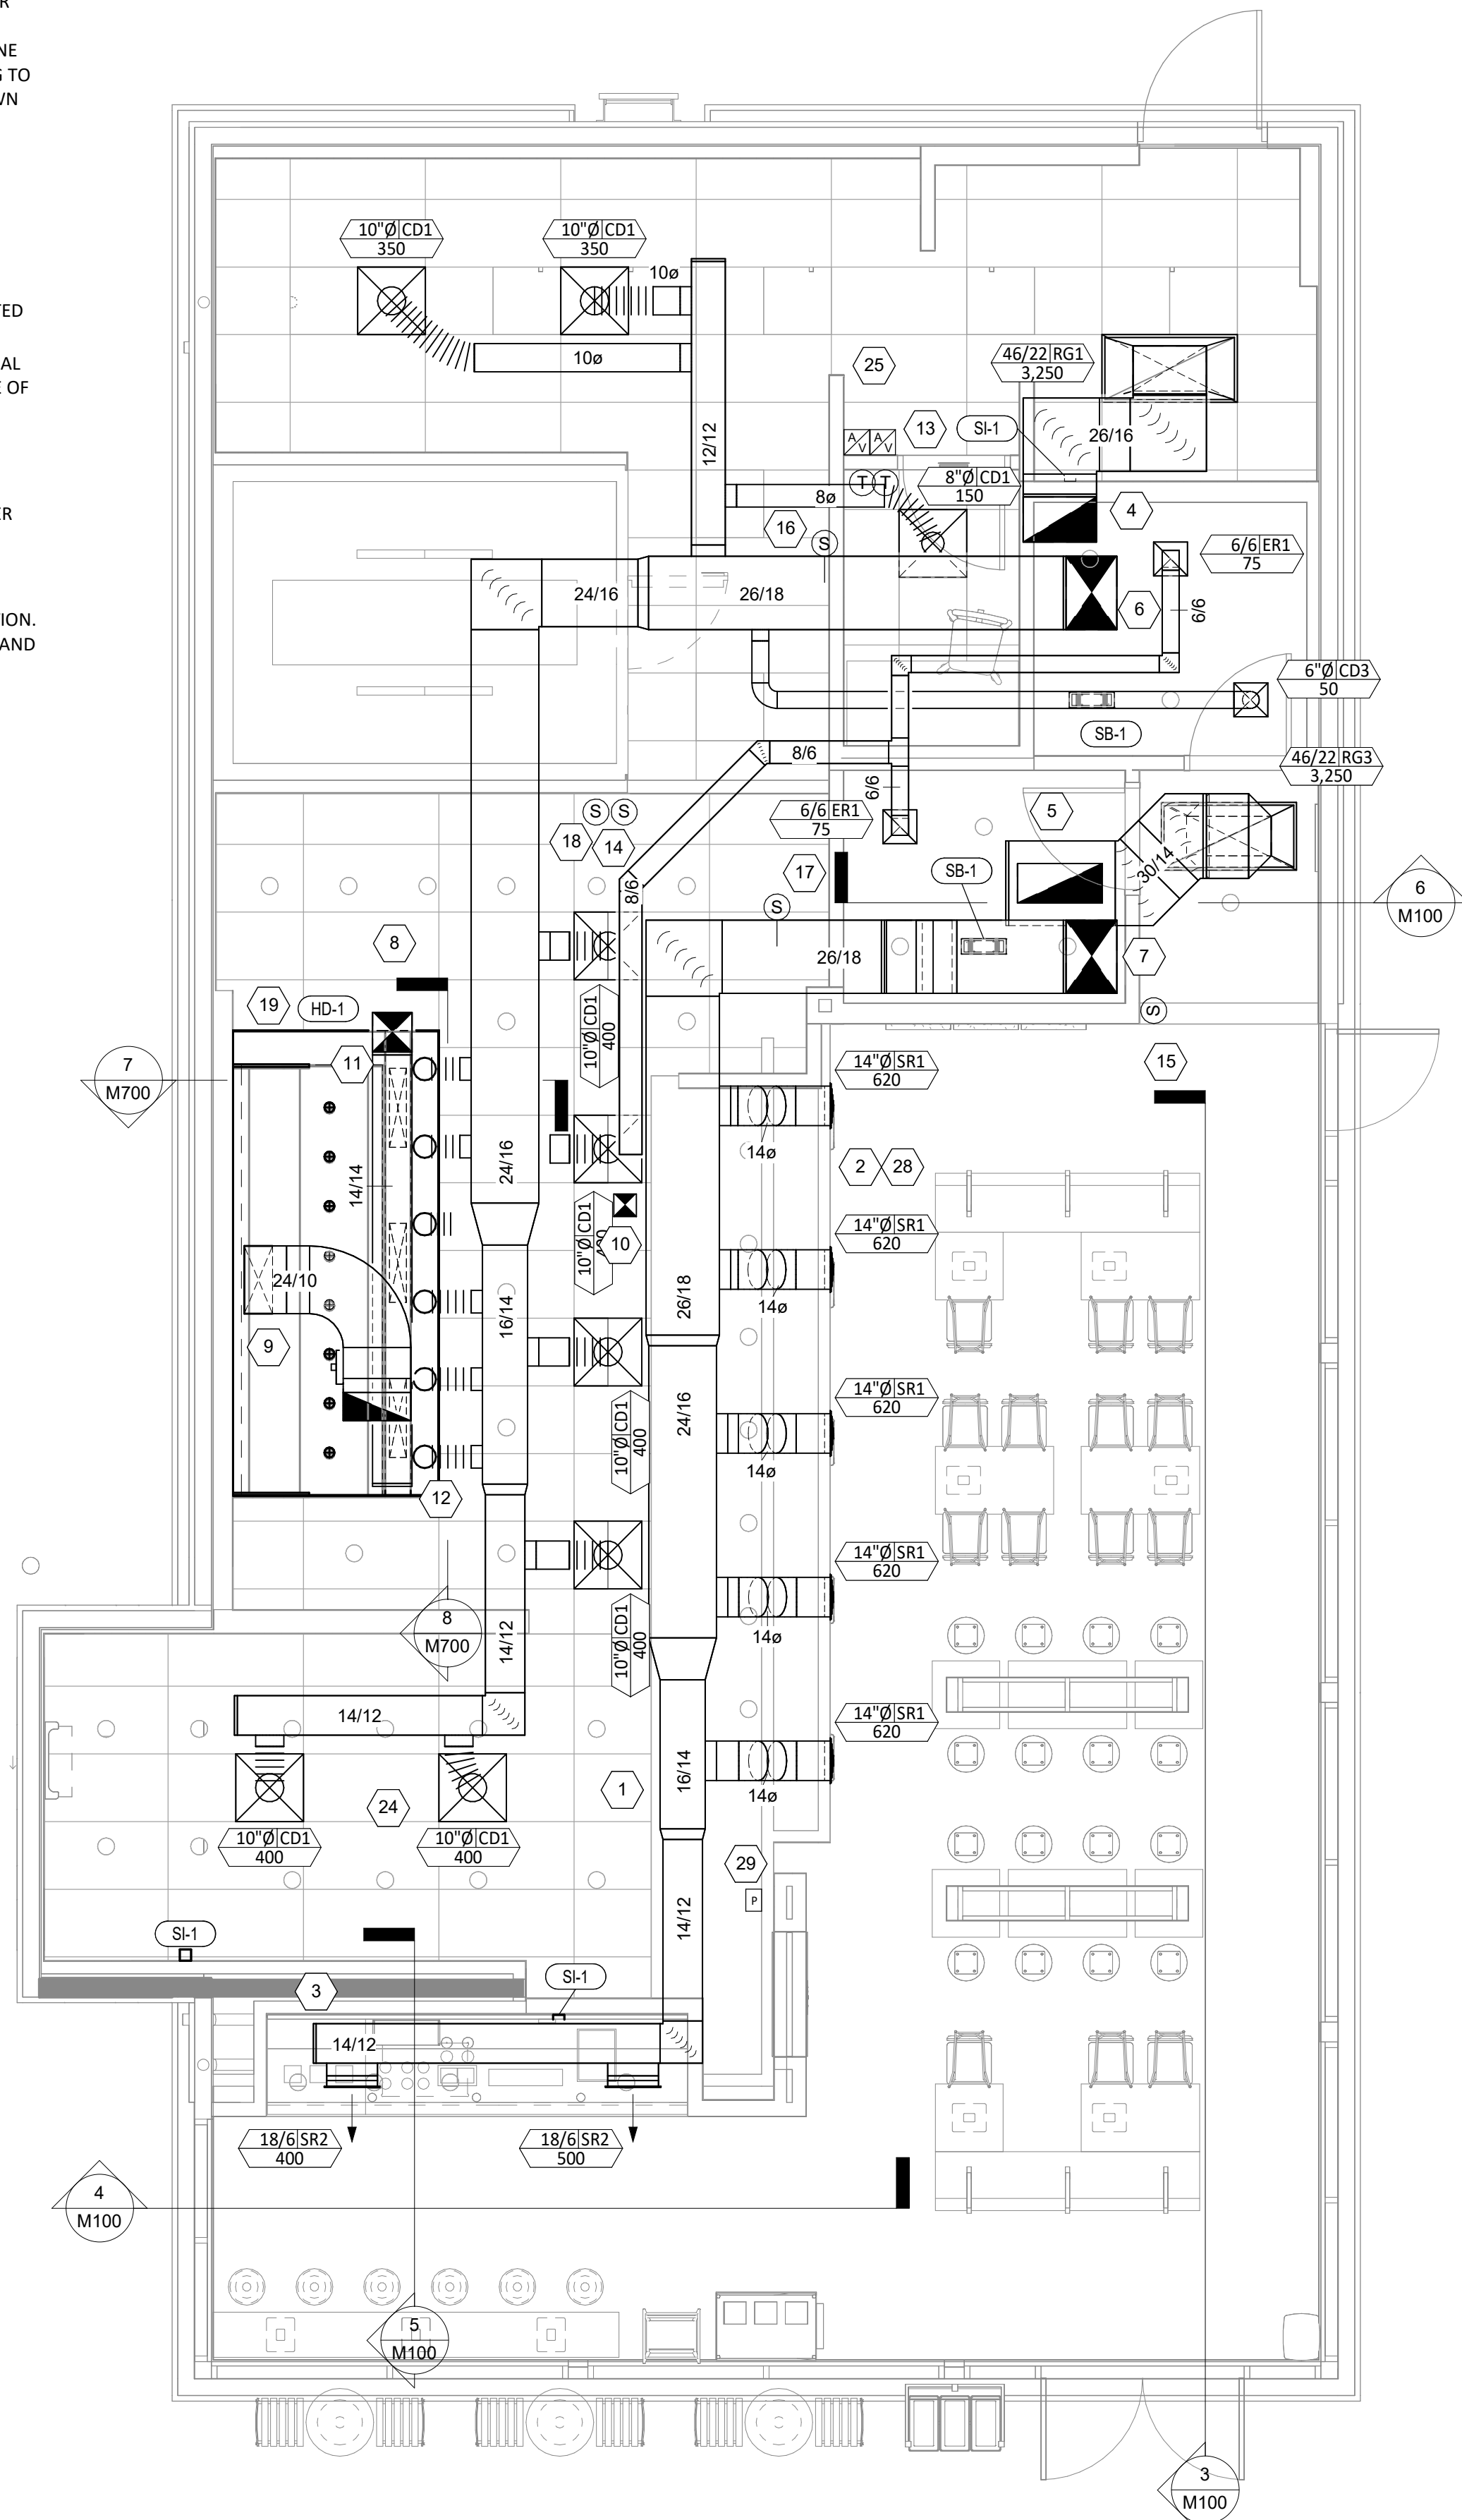 R
NE
G TO
WN
TED
AL
E OF
ER
TION.
AND
10"Ø CD1
350
10"Ø CD1
350
10ø
10ø
12/12
25
46/22 RG1
3,250
13
SI-1
26/16
A/V A/V
T T
8"Ø CD1
150
8ø
16
S
4
6/6 ER1
75
24/16
26/18
6
6/6
6"Ø CD3
50
SB-1
8/6
46/22 RG3
3,250
6/6
6/6 ER1
75
5
S S
18
14
17
SB-1
30/14
8/6
6
M100
S
8
26/18
7
19
HD-1
10"Ø CD1
400
S
11
14"Ø SR1
620
15
7
M700
14ø
14/14
24/16
2
28
10"Ø CD1
400
10
14"Ø SR1
620
24/10
16/14
26/18
14ø
9
14"Ø SR1
620
10"Ø CD1
400
24/16
14ø
12
14"Ø SR1
620
8
M700
14/12
10"Ø CD1
400
14ø
14/12
14"Ø SR1
620
16/14
1
14ø
24
10"Ø CD1
400
10"Ø CD1
400
29
P
14/12
SI-1
3
SI-1
14/12
18/6 SR2
400
18/6 SR2
500
4
M100
5
M100
3
M100